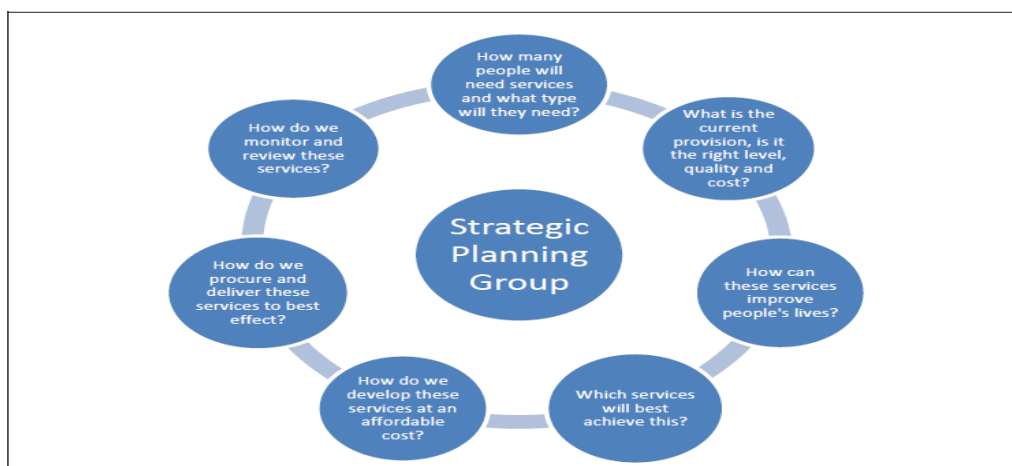 How many
people will
need services
and what type
will they need?
What is the
current
provision, is it
the right level,
quality and
cost?
How can
these services
improve
people's lives?
Which services
will best
achieve this?
How do we
develop these
services at an
affordable
cost?
How do we
procure and
deliver these
services to best
effect?
How do we
monitor and
review these
services?
Strategic
Planning
Group